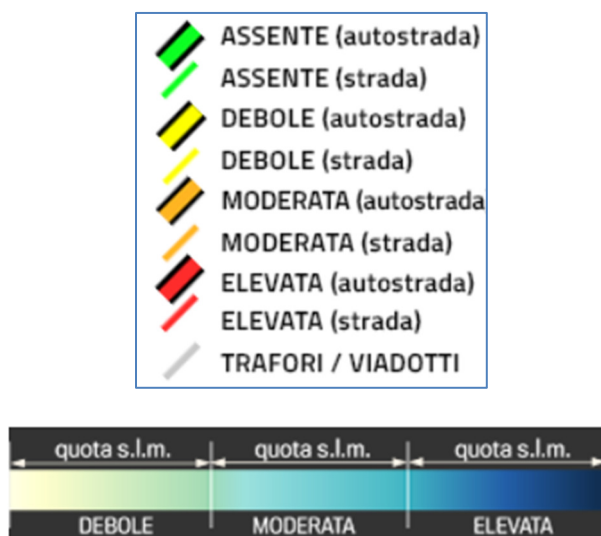 ASSENTE (autostrada)
ASSENTE (strada)
DEBOLE (autostrada)
DEBOLE (strada)
MODERATA (autostrada
MODERATA (strada)
ELEVATA (autostrada)
ELEVATA (strada)
TRAFORI / VIADOTTI
quota s.l.m. quota s.l.m. quota s.l.m.
DEBOLE MODERATA ELEVATA